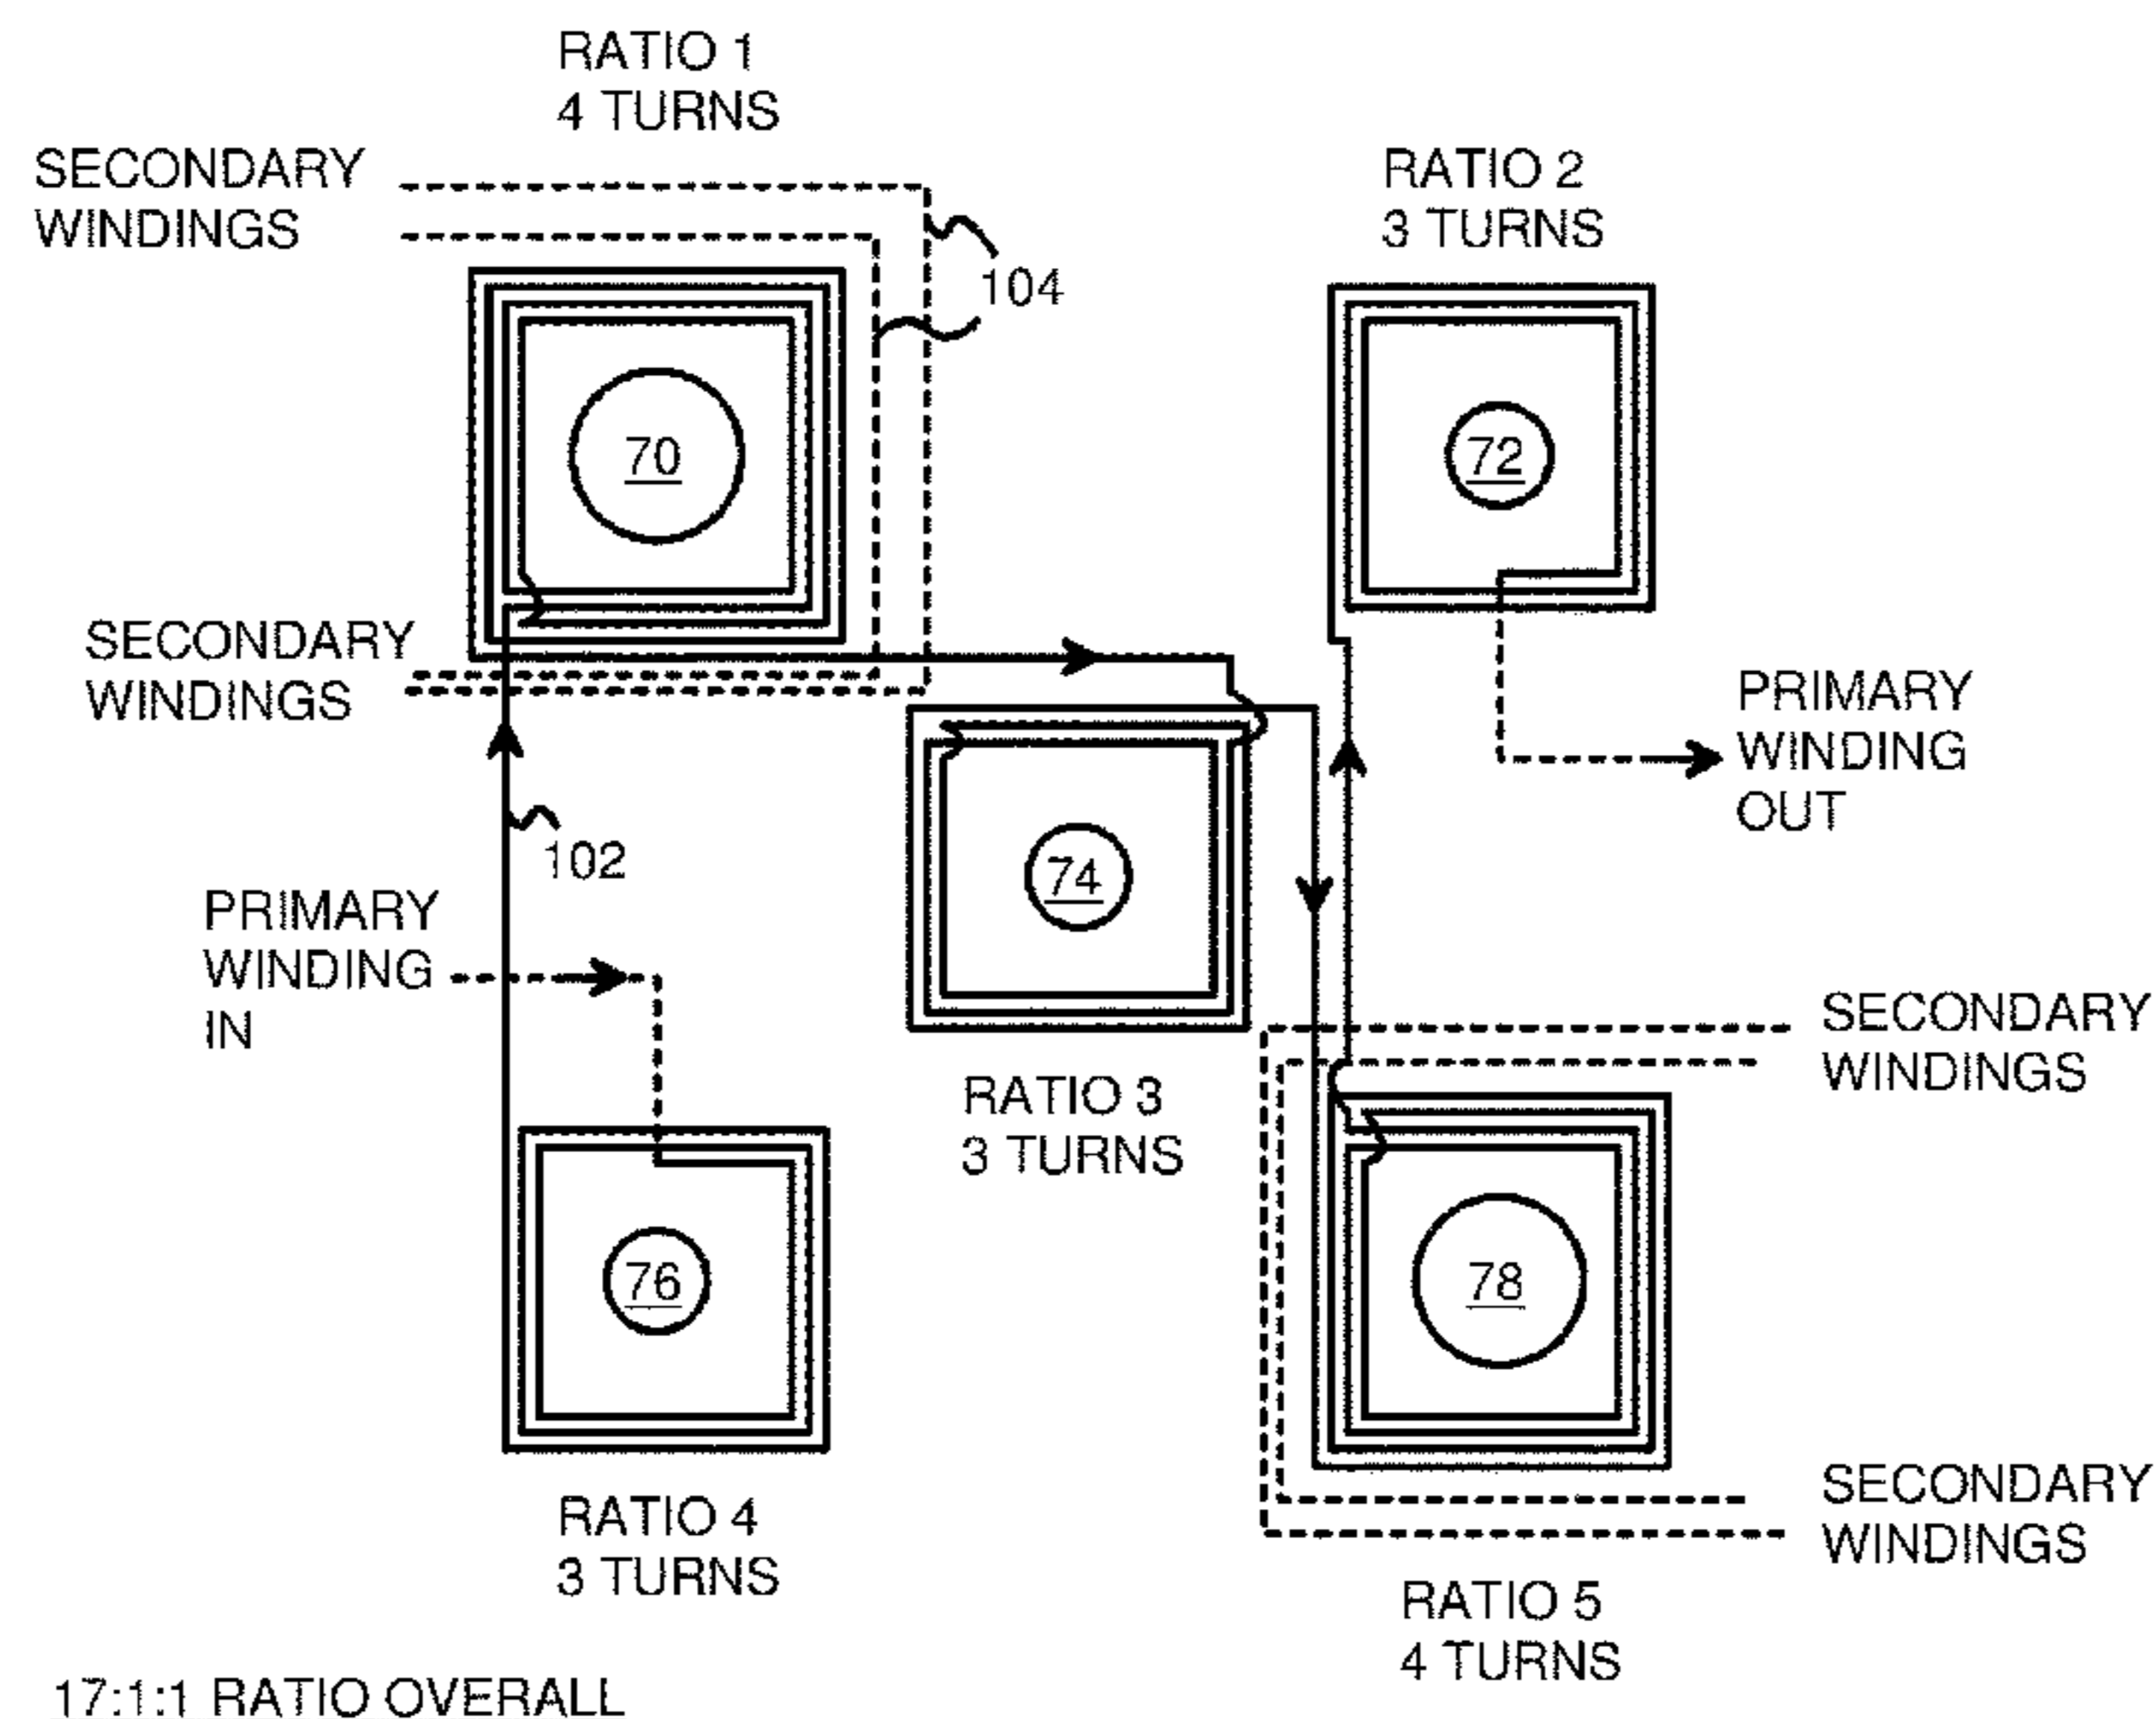 RATIO 1
4 TURNS
SECONDARY
WINDINGS
RATIO 2
3 TURNS
104
70
72
SECONDARY
WINDINGS
PRIMARY
WINDING
OUT
102
74
PRIMARY
WINDING
IN
SECONDARY
WINDINGS
RATIO 3
3 TURNS
76
78
RATIO 4
3 TURNS
SECONDARY
WINDINGS
RATIO 5
4 TURNS
17:1:1 RATIO OVERALL